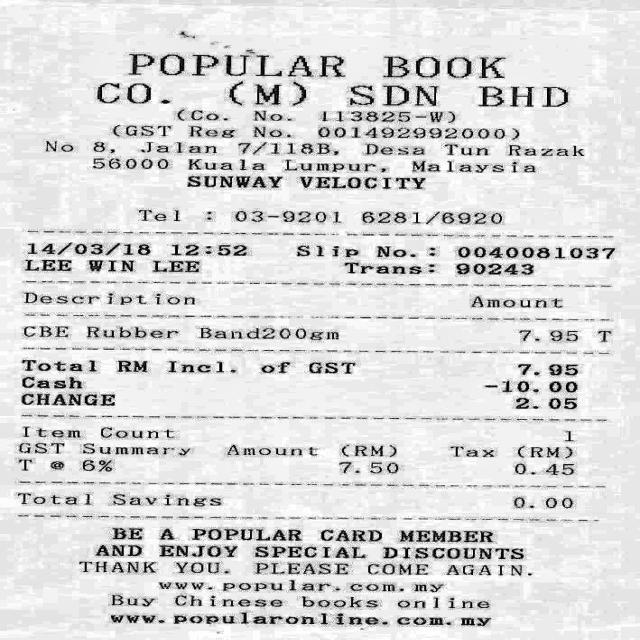 POPULAR BOOK
CO. (M) SDN BHD
(Co. No. 113825-W)
(GST Reg No. 001492992000)
No 8, Jalan 7/118B, Desa Tun Razak
56000 Kuala Lumpur, Malaysia
SUNWAY VELOCITY
Tel : 03-9201 6281/6920
14/03/18 12:52 Slip No.: 0040081037
LEE WIN LEE Trans: 90243
Description Amount
CBE Rubber Band200gm 7.95 T
Total RM Incl. of GST 7.95
Cash -10.00
CHANGE 2.05
Item Count 1
GST Summary Amount (RM) Tax (RM)
T @ 6% 7.50 0.45
Total Savings 0.00
BE A POPULAR CARD MEMBER
AND ENJOY SPECIAL DISCOUNTS
THANK YOU. PLEASE COME AGAIN.
www.popular.com.my
Buy Chinese books online
www.popularonline.com.my